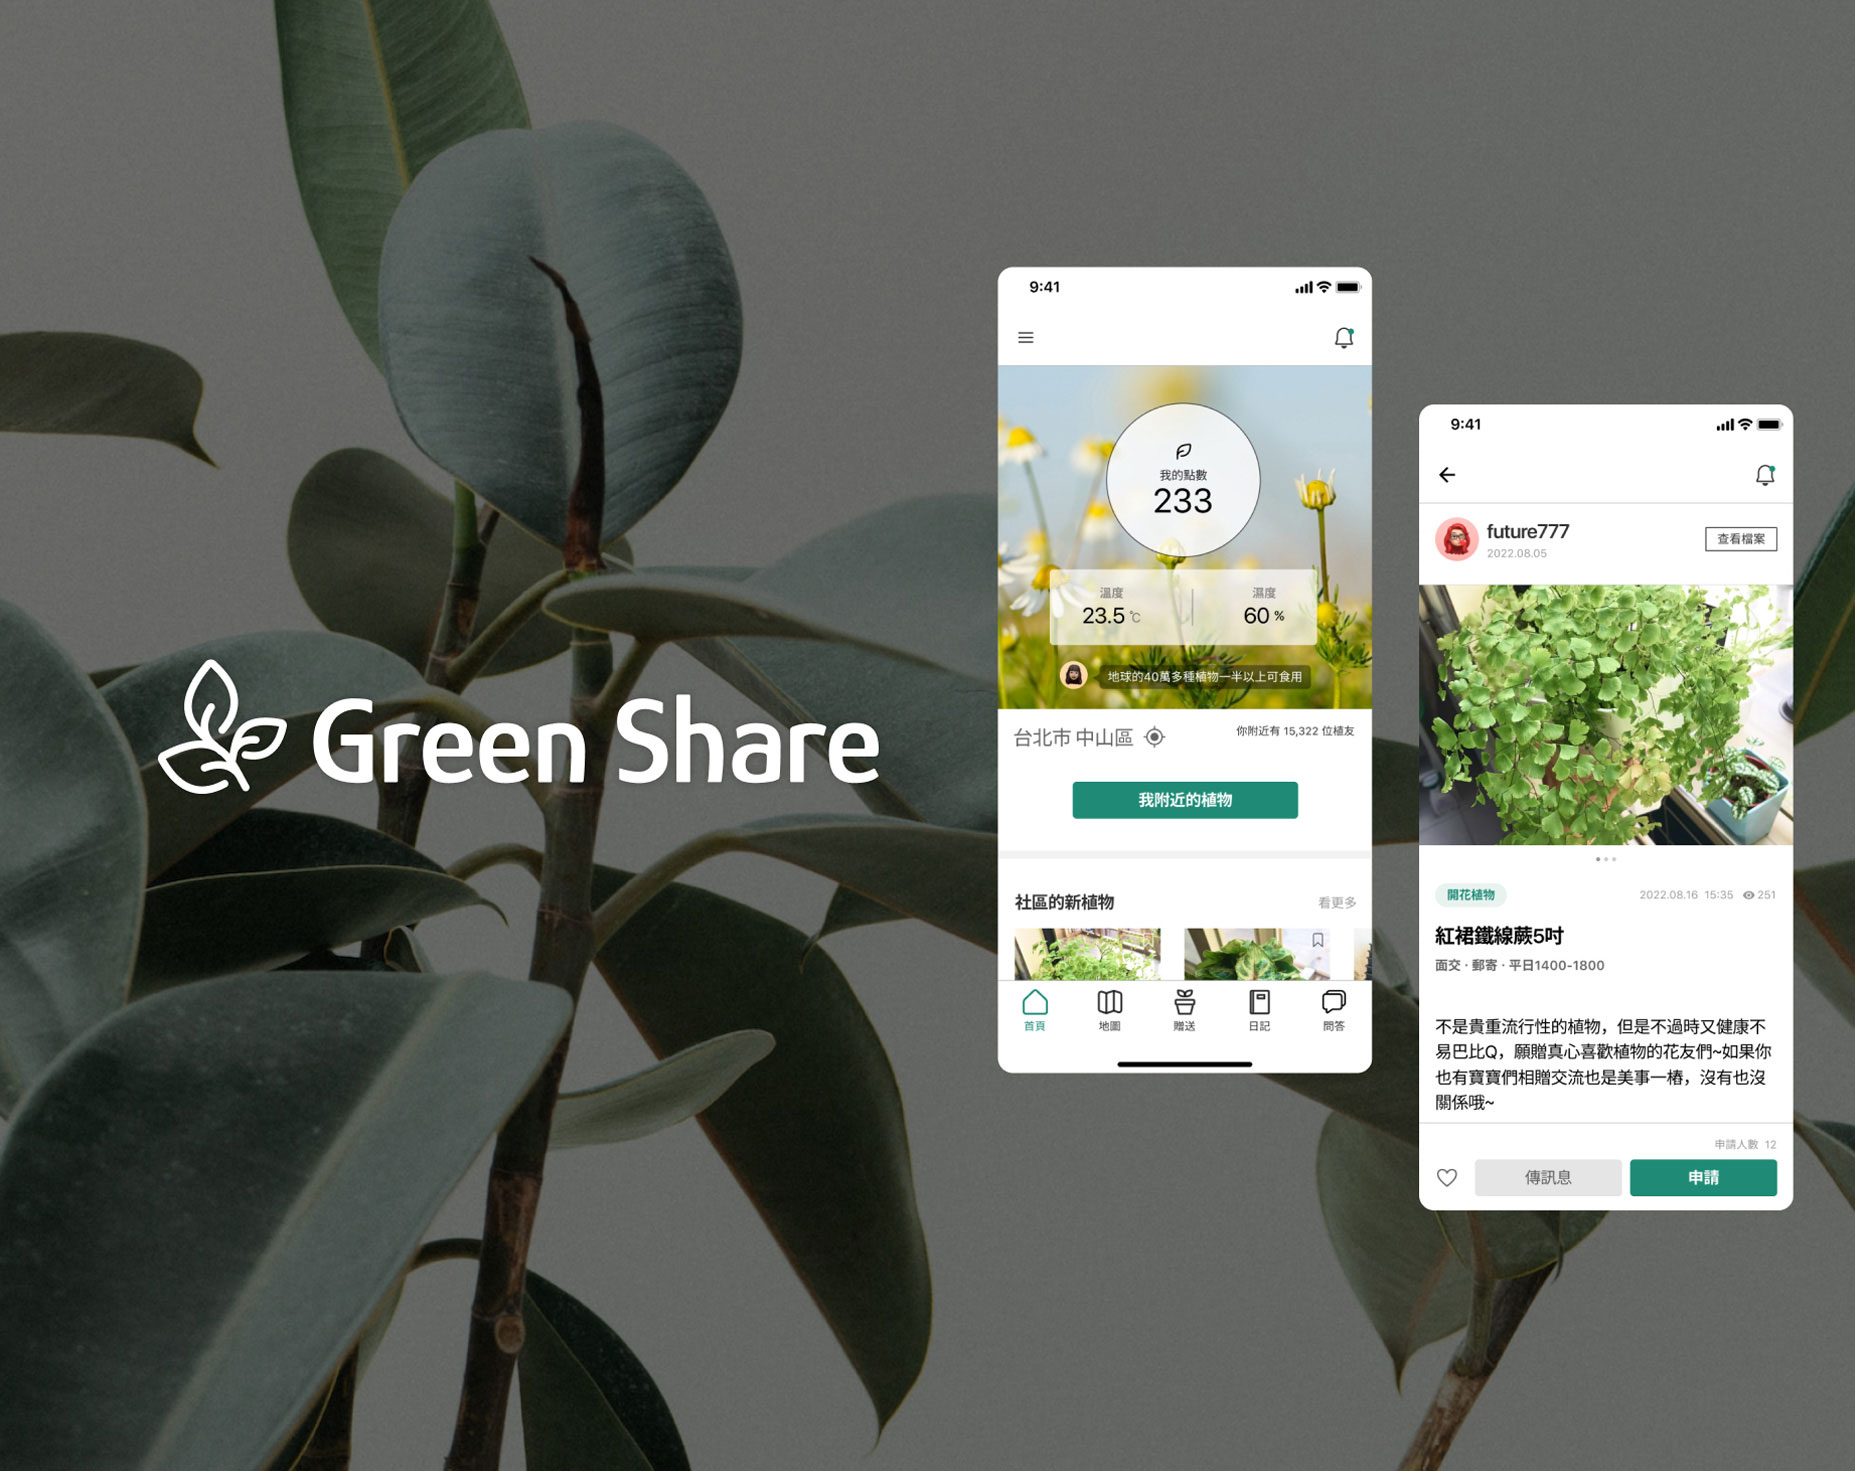 Green Share
9:41
我的點數
233
溫度
濕度
23.5 ℃
60 %
地球的40萬多種植物一半以上可食用
台北市 中山區
你附近有 15,322 位植友
我附近的植物
社區的新植物
看更多
首頁
地圖
贈送
日記
問答
9:41
future777
2022.08.05
查看檔案
開花植物
2022.08.16 15:35 251
紅裙鐵線蕨5吋
面交 · 郵寄 · 平日1400-1800
不是貴重流行性的植物，但是不過時又健康不
易巴比Q，願贈真心喜歡植物的花友們~如果你
也有寶寶們相贈交流也是美事一樁，沒有也沒
關係哦~
申請人數 12
傳訊息
申請